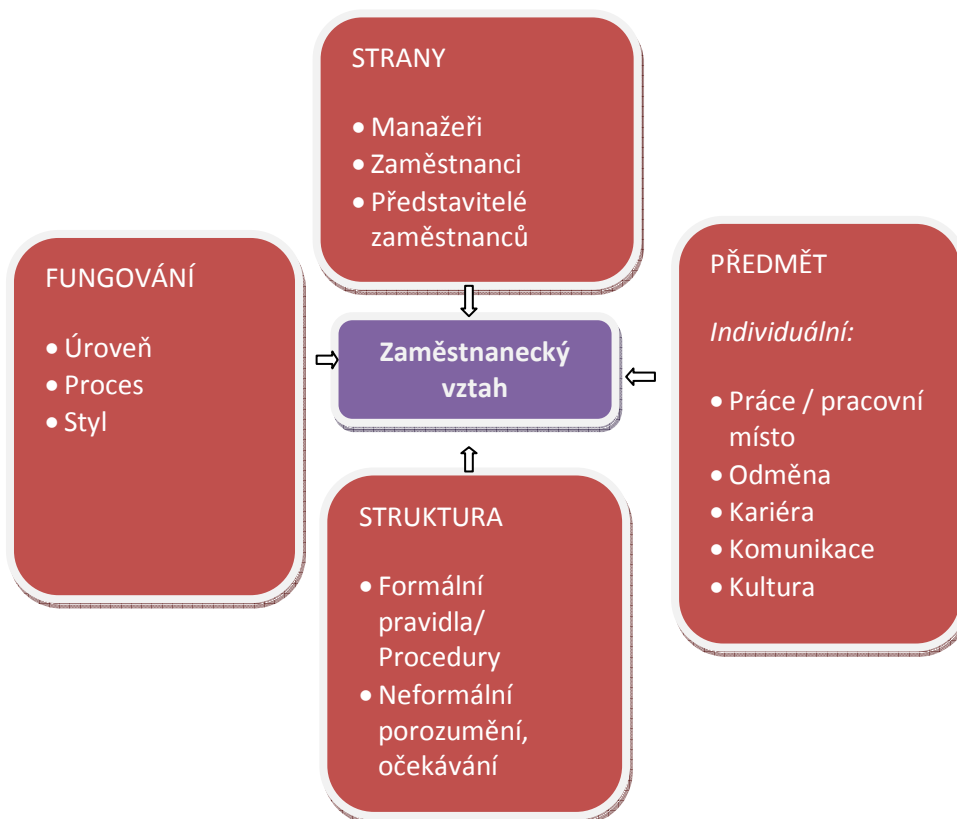 STRANY
• Manažeři
• Zaměstnanci
• Představitelé
zaměstnanců
FUNGOVÁNÍ
• Úroveň
• Proces
• Styl
Zaměstnanecký
vztah
PŘEDMĚT
Individuální:
• Práce / pracovní
místo
• Odměna
• Kariéra
• Komunikace
• Kultura
STRUKTURA
• Formální
pravidla/
Procedury
• Neformální
porozumění,
očekávání